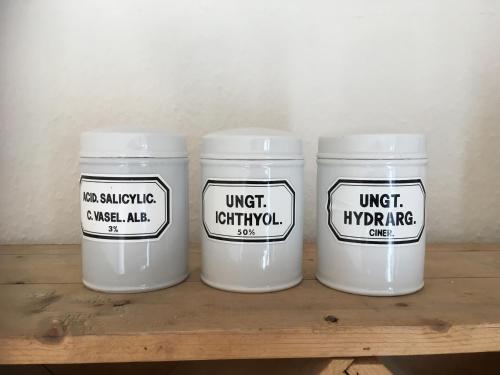 ACID. SALICYLIC.
C. VASEL. ALB.
3%
UNGT.
ICHTHYOL.
50%
UNGT.
HYDRARG.
CINER.